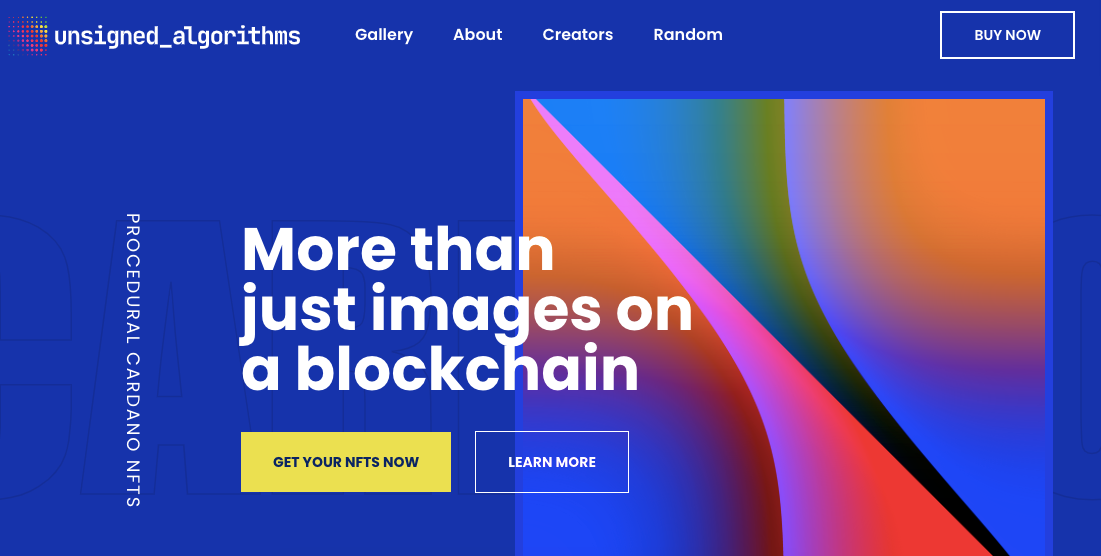 unsigned_algorithms
Gallery
About
Creators
Random
BUY NOW
PROCEDURAL CARDANO NFTS
More than
just images on
a blockchain
GET YOUR NFTS NOW
LEARN MORE